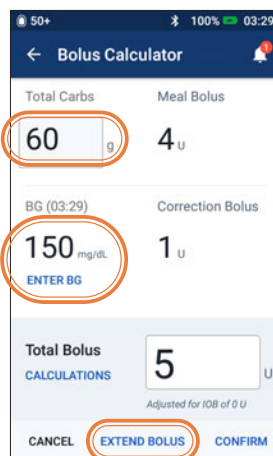 50+ 100% 03:29
Bolus Calculator
Total Carbs Meal Bolus
60 g 4 U
BG (03:29) Correction Bolus
150 mg/dL 1 U
ENTER BG
Total Bolus 5 U
CALCULATIONS
Adjusted for IOB of 0 U
CANCEL EXTEND BOLUS CONFIRM